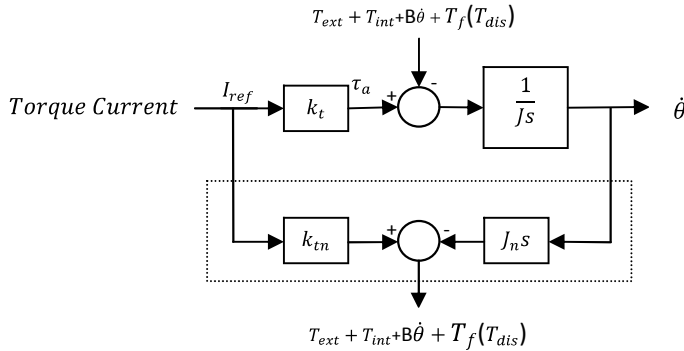 T_ext + T_int+Bθ̇ + T_f(T_dis)
I_ref
τ_a
+
-
Torque Current
k_t
1/Js
θ̇
+
-
k_tn
J_n s
T_ext + T_int+Bθ̇ + T_f(T_dis)